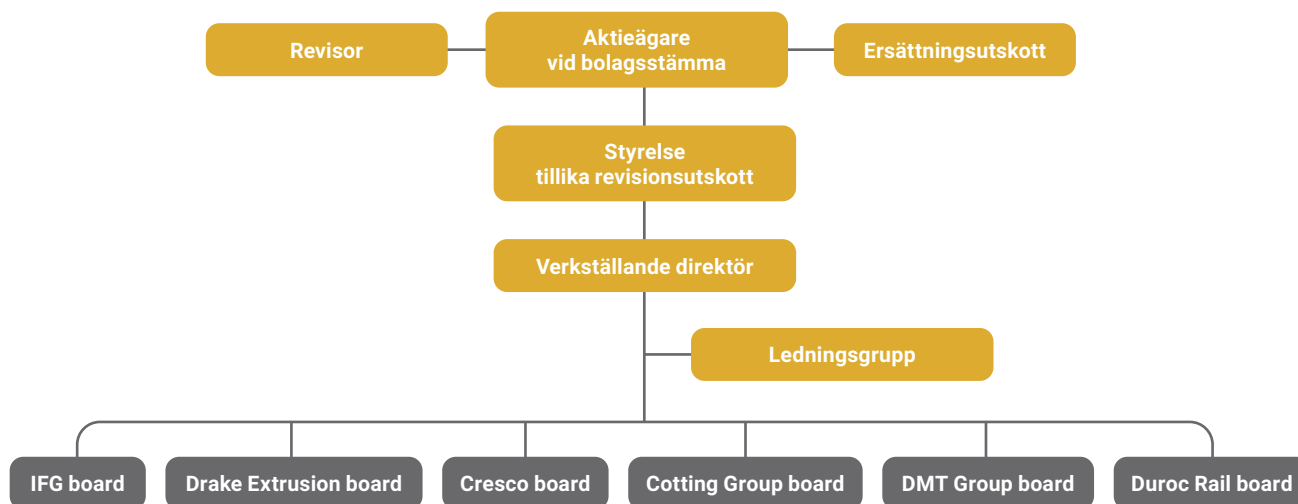 Revisor
Aktieägare
vid bolagsstämma
Ersättningsutskott
Styrelse
tillika revisionsutskott
Verkställande direktör
Ledningsgrupp
IFG board
Drake Extrusion board
Cresco board
Cotting Group board
DMT Group board
Duroc Rail board